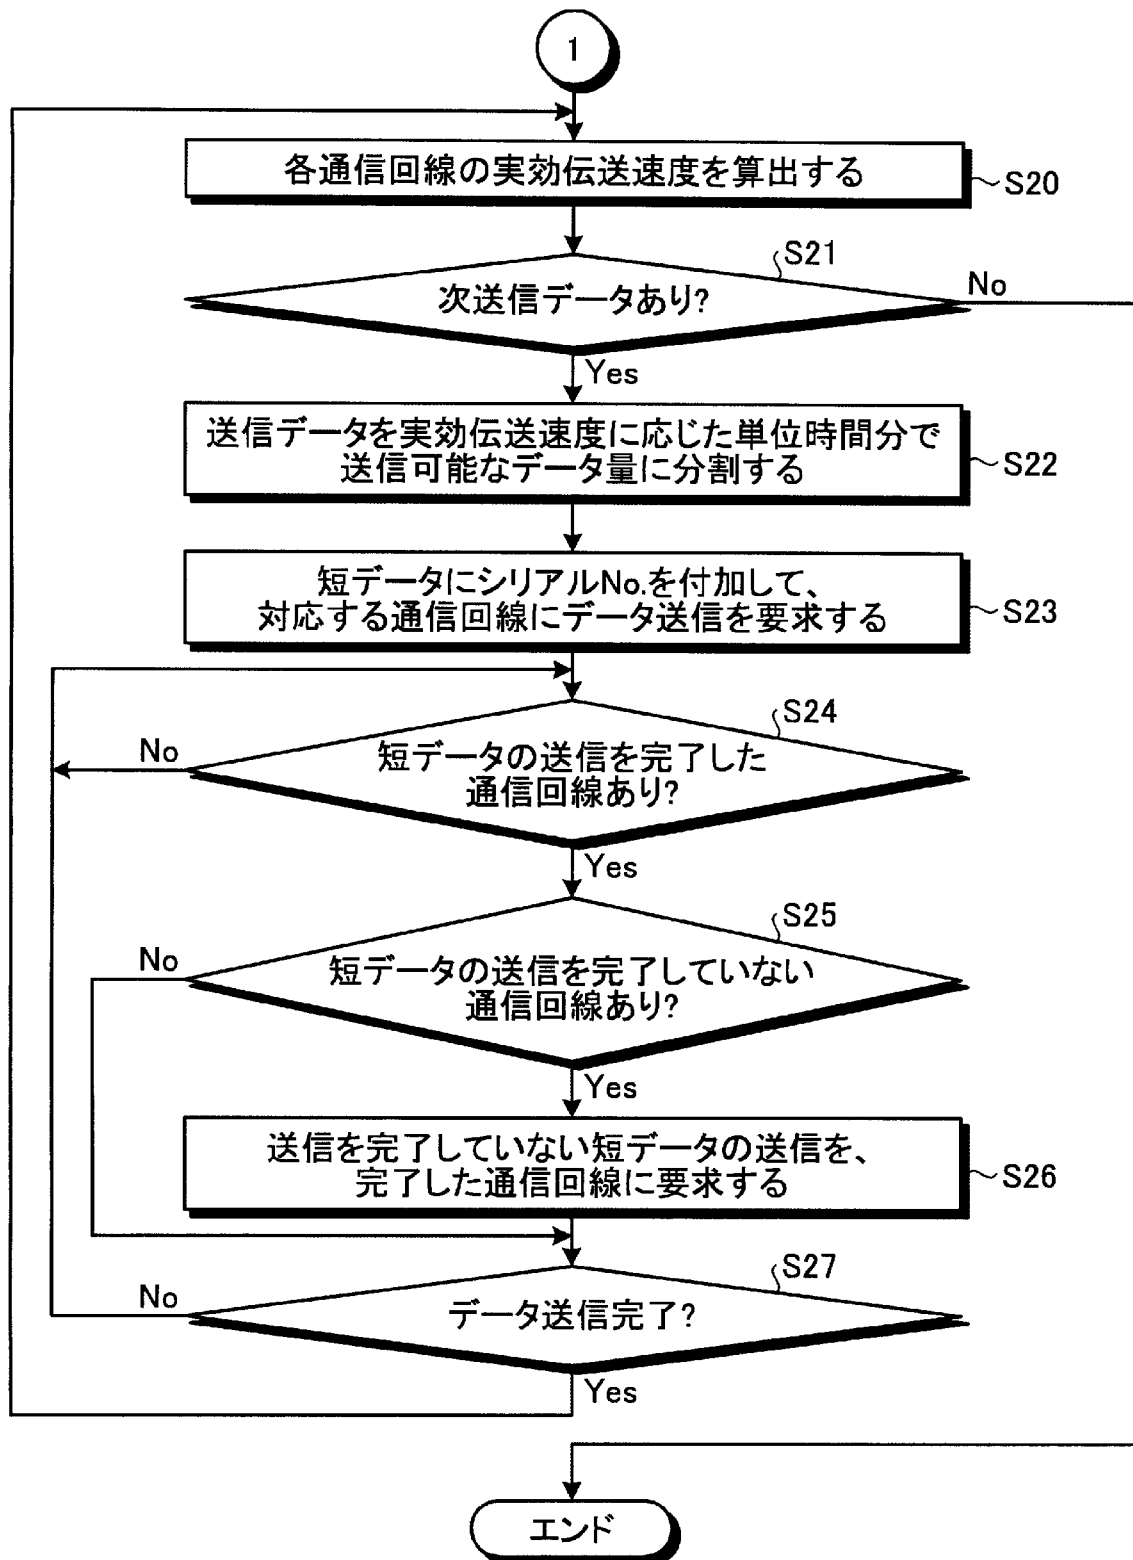 1
各通信回線の実効伝送速度を算出する
S20
S21
次送信データあり?
No
Yes
送信データを実効伝送速度に応じた単位時間分で
送信可能なデータ量に分割する
S22
短データにシリアルNo.を付加して、
対応する通信回線にデータ送信を要求する
S23
S24
No
短データの送信を完了した
通信回線あり?
Yes
S25
No
短データの送信を完了していない
通信回線あり?
Yes
送信を完了していない短データの送信を、
完了した通信回線に要求する
S26
S27
No
データ送信完了?
Yes
エンド